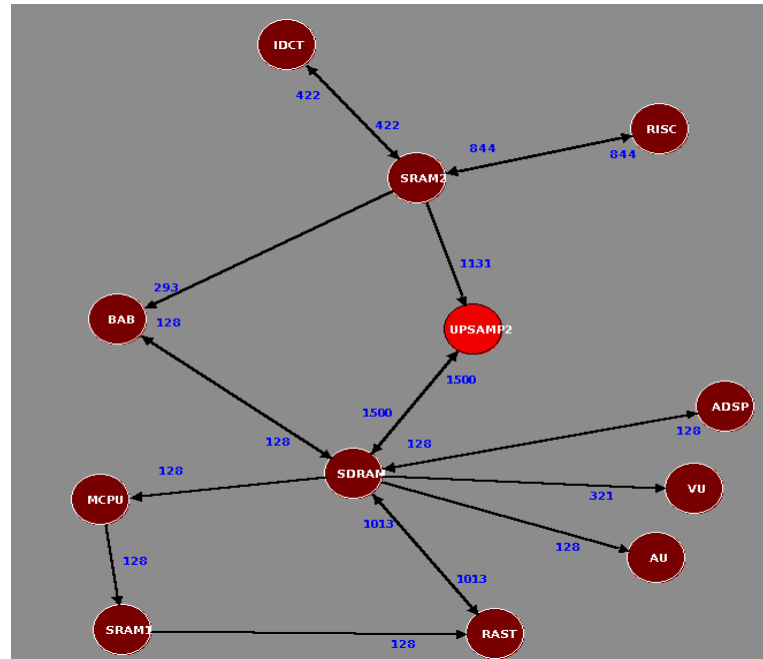 IDCT
422
422
RISC
844
844
SRAM2
1131
293
BAB
128
UPSAMP2
1500
1500
ADSP
128
128
128
SDRAM
128
VU
321
MCPU
1013
128
AU
128
1013
SRAM1
RAST
128